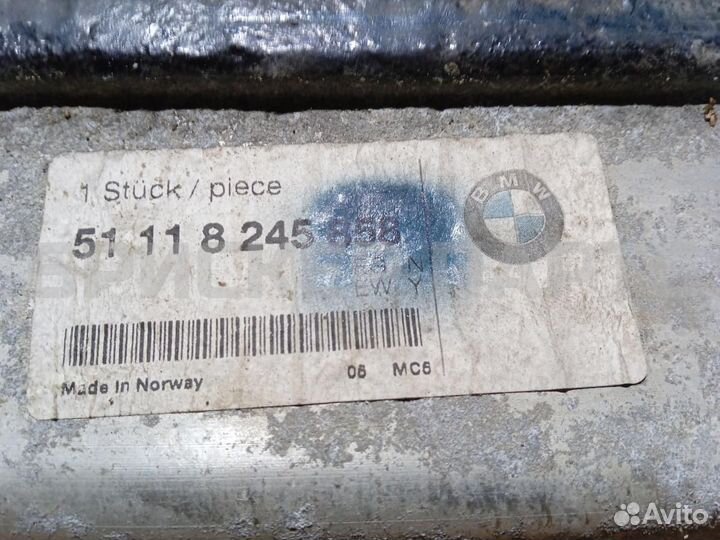 1 Stück / piece
BMW
51 11 8 245
Made In Norway
06 MC6
Avito